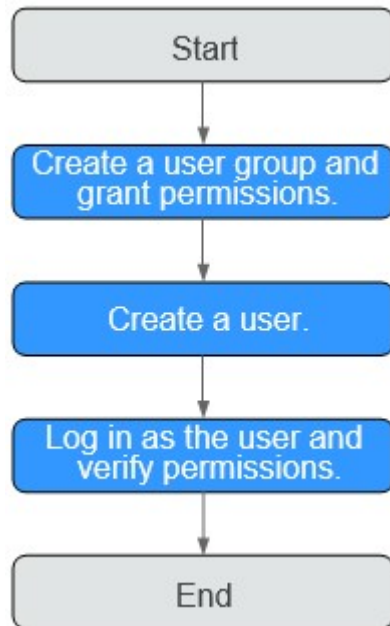 Start
Create a user group and
grant permissions.
Create a user.
Log in as the user and
verify permissions.
End